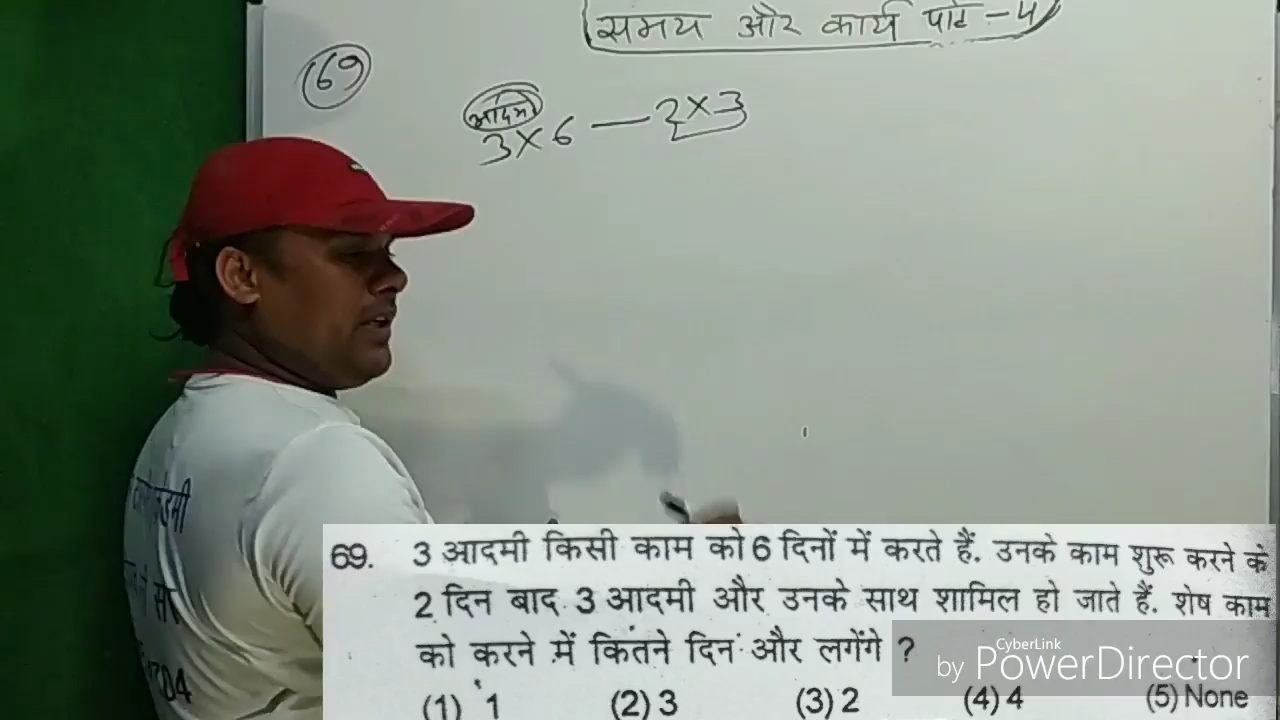 समय और कार्य पार्ट-4
69
आदमी
3×6 — 2×3
69. 3 आदमी किसी काम को 6 दिनों में करते हैं. उनके काम शुरू करने के
2 दिन बाद 3 आदमी और उनके साथ शामिल हो जाते हैं. शेष काम
को करने में कितने दिन और लगेंगे ?
CyberLink
by PowerDirector
(1) 1 (2) 3 (3) 2 (4) 4 (5) None